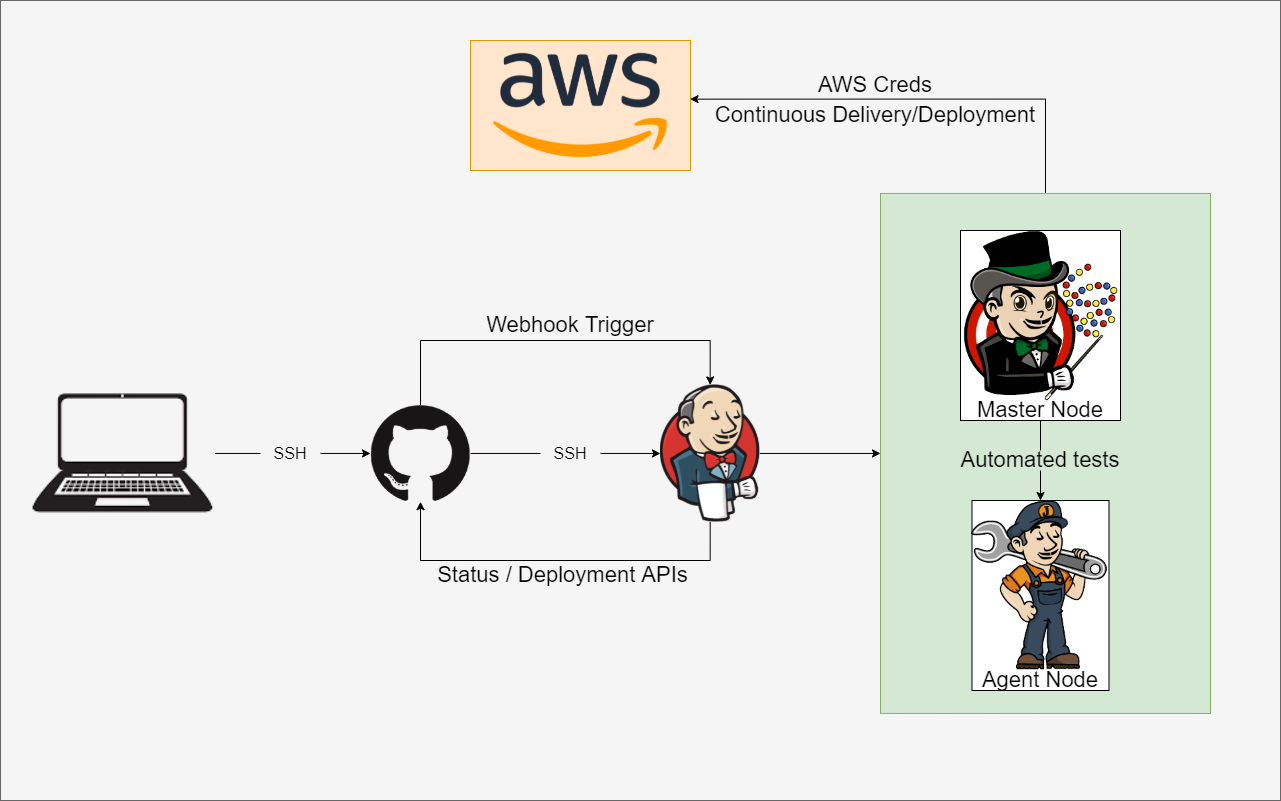 aws
AWS Creds
Continuous Delivery/Deployment
Webhook Trigger
Master Node
SSH
SSH
Automated tests
J
Status / Deployment APIs
Agent Node